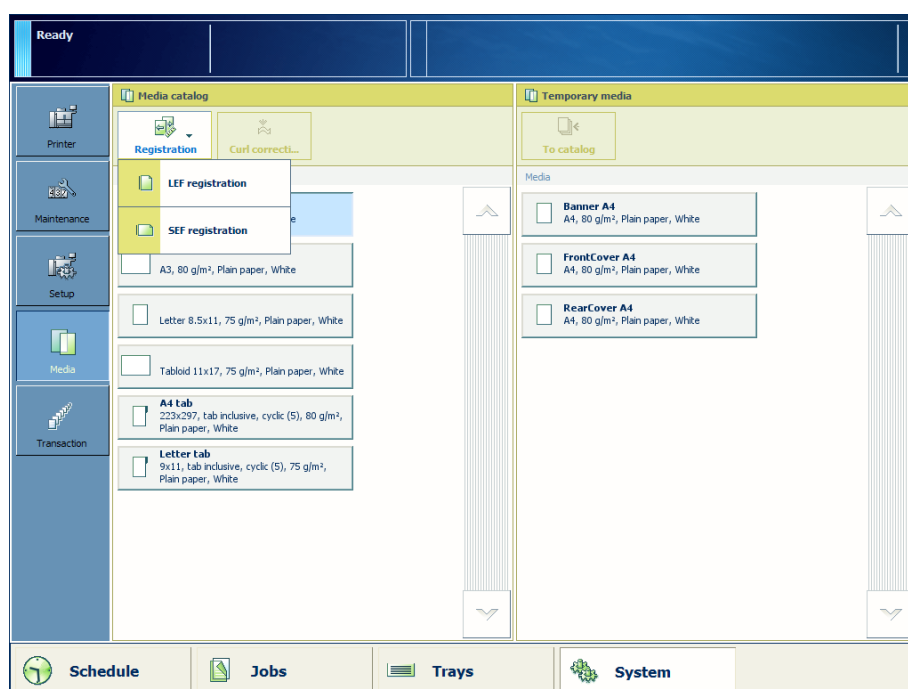 Ready
Printer
Maintenance
Setup
Media
Transaction
Media catalog
Registration
Curl correcti...
LEF registration
SEF registration
A3, 80 g/m², Plain paper, White
Letter 8.5x11, 75 g/m², Plain paper, White
Tabloid 11x17, 75 g/m², Plain paper, White
A4 tab
223x297, tab inclusive, cyclic (5), 80 g/m²,
Plain paper, White
Letter tab
9x11, tab inclusive, cyclic (5), 75 g/m²,
Plain paper, White
Temporary media
To catalog
Media
Banner A4
A4, 80 g/m², Plain paper, White
FrontCover A4
A4, 80 g/m², Plain paper, White
RearCover A4
A4, 80 g/m², Plain paper, White
Schedule
Jobs
Trays
System